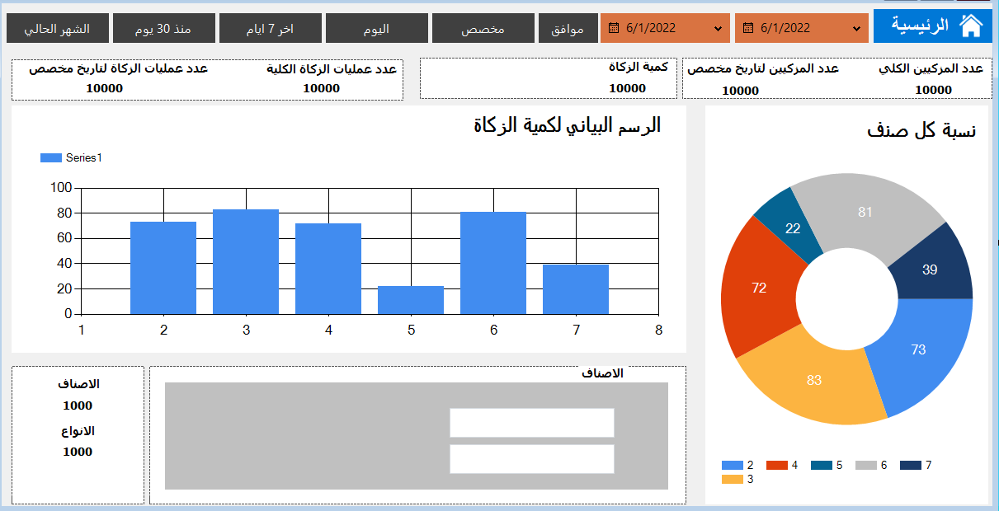 الرئيسية
6/1/2022
6/1/2022
موافق
مخصص
اليوم
اخر 7 ايام
منذ 30 يوم
الشهر الحالي
عدد المزكيين الكلي
10000
عدد المزكيين لتاريخ مخصص
10000
كمية الزكاة
10000
عدد عمليات الزكاة الكلية
10000
عدد عمليات الزكاة لتاريخ مخصص
10000
نسبة كل صنف
81
39
22
72
73
83
2 4 5 6 7
3
الرسم البياني لكمية الزكاة
Series1
100
80
60
40
20
0
1 2 3 4 5 6 7 8
الاصناف
الاصناف
1000
الانواع
1000